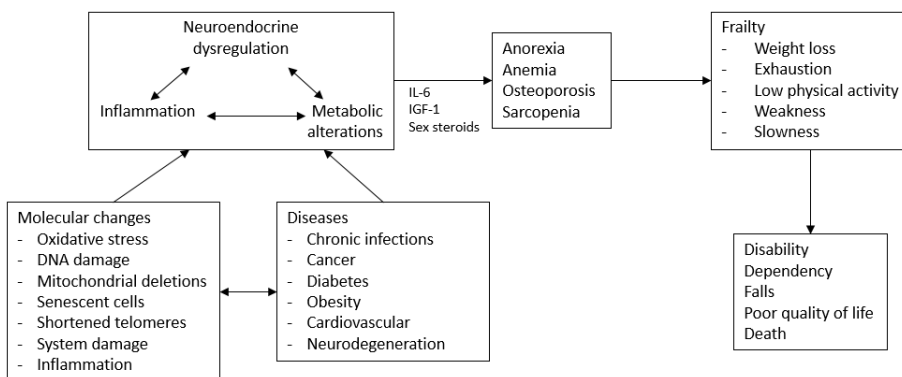 Neuroendocrine
dysregulation
Inflammation
Metabolic
alterations
IL-6
IGF-1
Sex steroids
Anorexia
Anemia
Osteoporosis
Sarcopenia
Frailty
- Weight loss
- Exhaustion
- Low physical activity
- Weakness
- Slowness
Molecular changes
- Oxidative stress
- DNA damage
- Mitochondrial deletions
- Senescent cells
- Shortened telomeres
- System damage
- Inflammation
Diseases
- Chronic infections
- Cancer
- Diabetes
- Obesity
- Cardiovascular
- Neurodegeneration
Disability
Dependency
Falls
Poor quality of life
Death